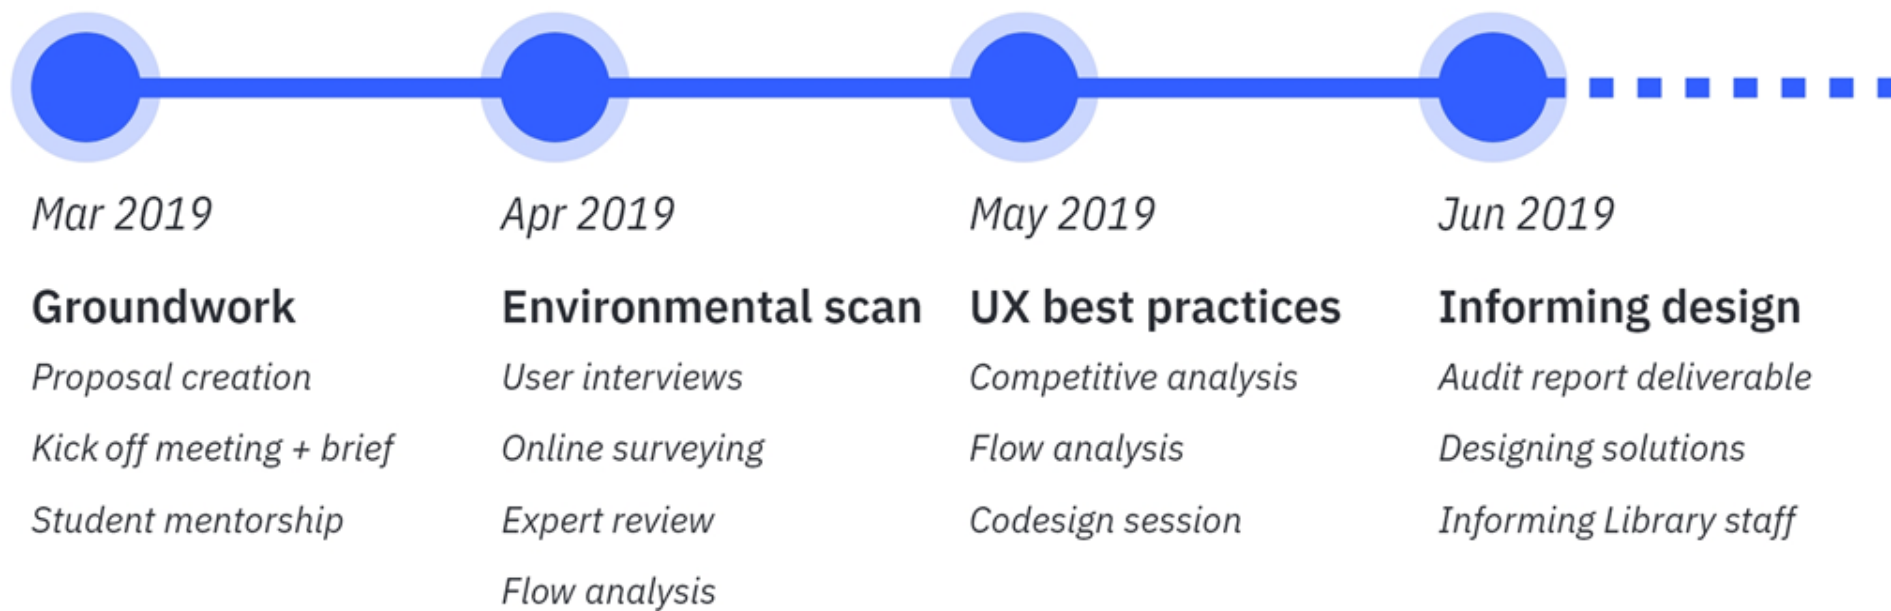 Mar 2019
Groundwork
Proposal creation
Kick off meeting + brief
Student mentorship
Apr 2019
Environmental scan
User interviews
Online surveying
Expert review
Flow analysis
May 2019
UX best practices
Competitive analysis
Flow analysis
Codesign session
Jun 2019
Informing design
Audit report deliverable
Designing solutions
Informing Library staff